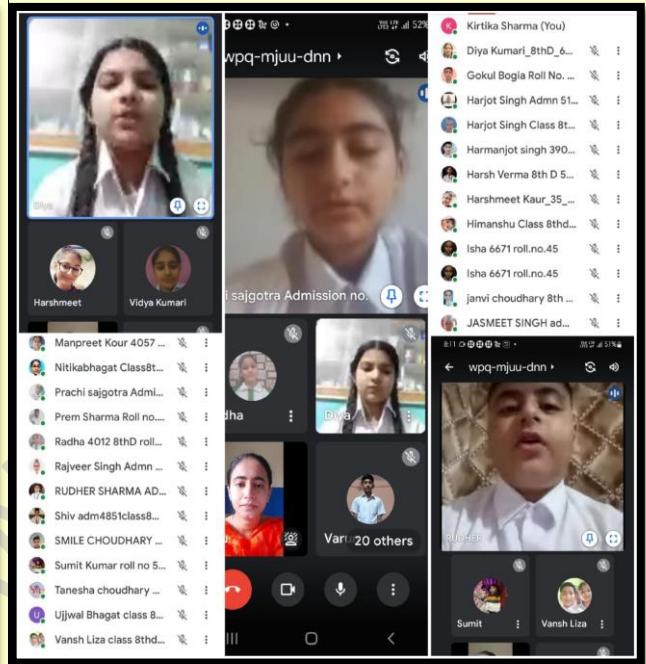 Diya
Harshmeet
Vidya Kumari
Manpreet Kour 4057 ...
Nitikabhagat Class8t...
Prachi sajgotra Admi...
Prem Sharma Roll no....
Radha 4012 8thD roll...
Rajveer Singh Admn ...
RUDHER SHARMA AD...
Shiv adm4851class8...
SMILE CHOUDHARY ...
Sumit Kumar roll no 5...
Tanesha choudhary ...
U
Ujjwal Bhagat class 8...
Vansh Liza class 8thd...
52%
wpq-mjuu-dnn
i sajgotra Admission no.
dha
Diya
Varu
20 others
K
Kirtika Sharma (You)
Diya Kumari_8thD_6...
Gokul Bogia Roll No. ...
Harjot Singh Admn 51...
Harjot Singh Class 8t...
Harmanjot singh 390...
Harsh Verma 8th D 5...
Harshmeet Kaur_35_...
Himanshu Class 8thd...
Isha 6671 roll.no.45
Isha 6671 roll.no.45
janvi choudhary 8th ...
JASMEET SINGH ad...
8:11
51%
wpq-mjuu-dnn
RUDHER
Sumit
Vansh Liza